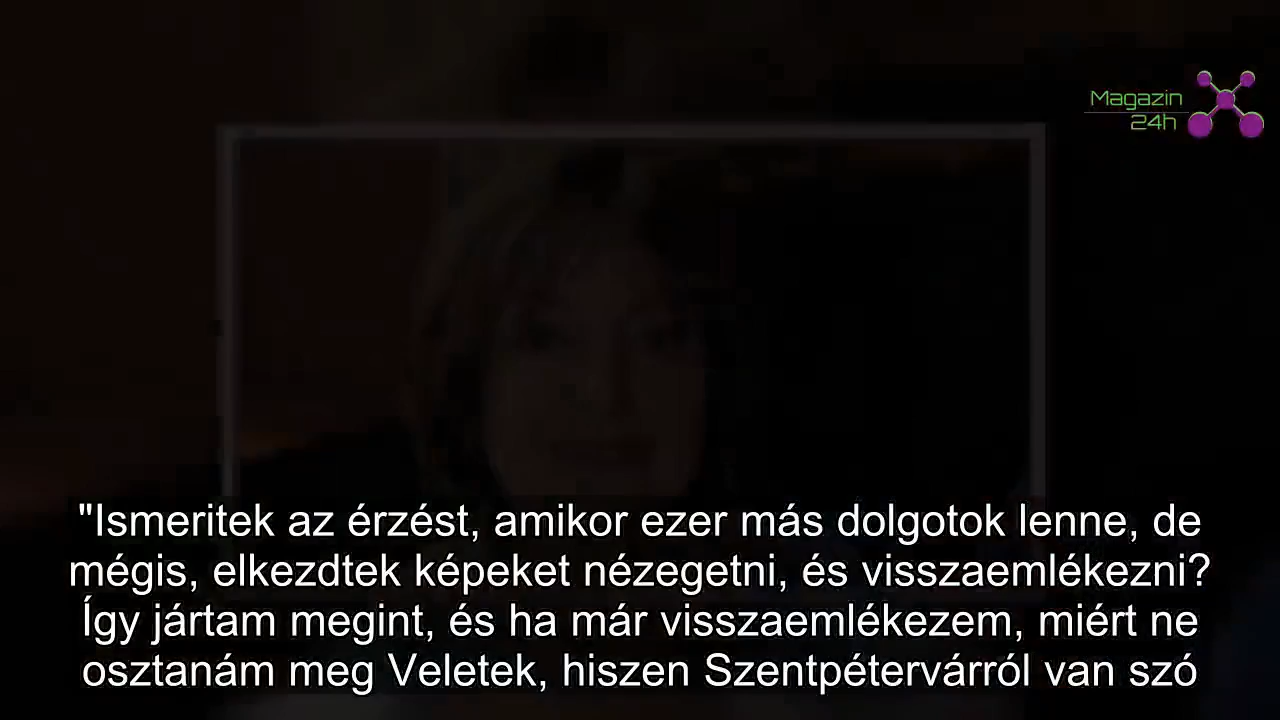 Magazin
24h
"Ismeritek az érzést, amikor ezer más dolgotok lenne, de
mégis, elkezdtek képeket nézegetni, és visszaemlékezni?
Így jártam megint, és ha már visszaemlékezem, miért ne
osztanám meg Veletek, hiszen Szentpétervárról van szó